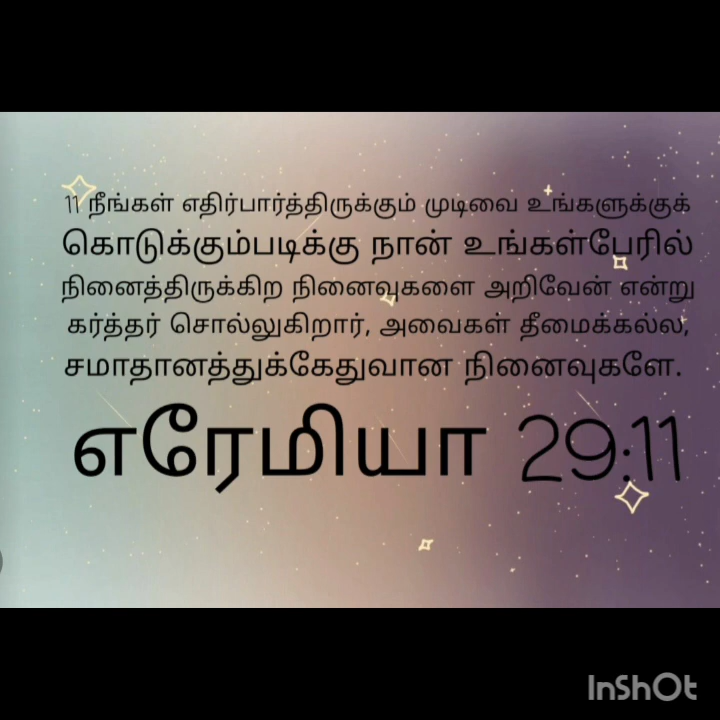 11 நீங்கள் எதிர்பார்த்திருக்கும் முடிவை உங்களுக்குக்
கொடுக்கும்படிக்கு நான் உங்கள்பேரில்
நினைத்திருக்கிற நினைவுகளை அறிவேன் என்று
கர்த்தர் சொல்லுகிறார், அவைகள் தீமைக்கல்ல,
சமாதானத்துக்கேதுவான நினைவுகளே.
எரேமியா 29:11
InShOt